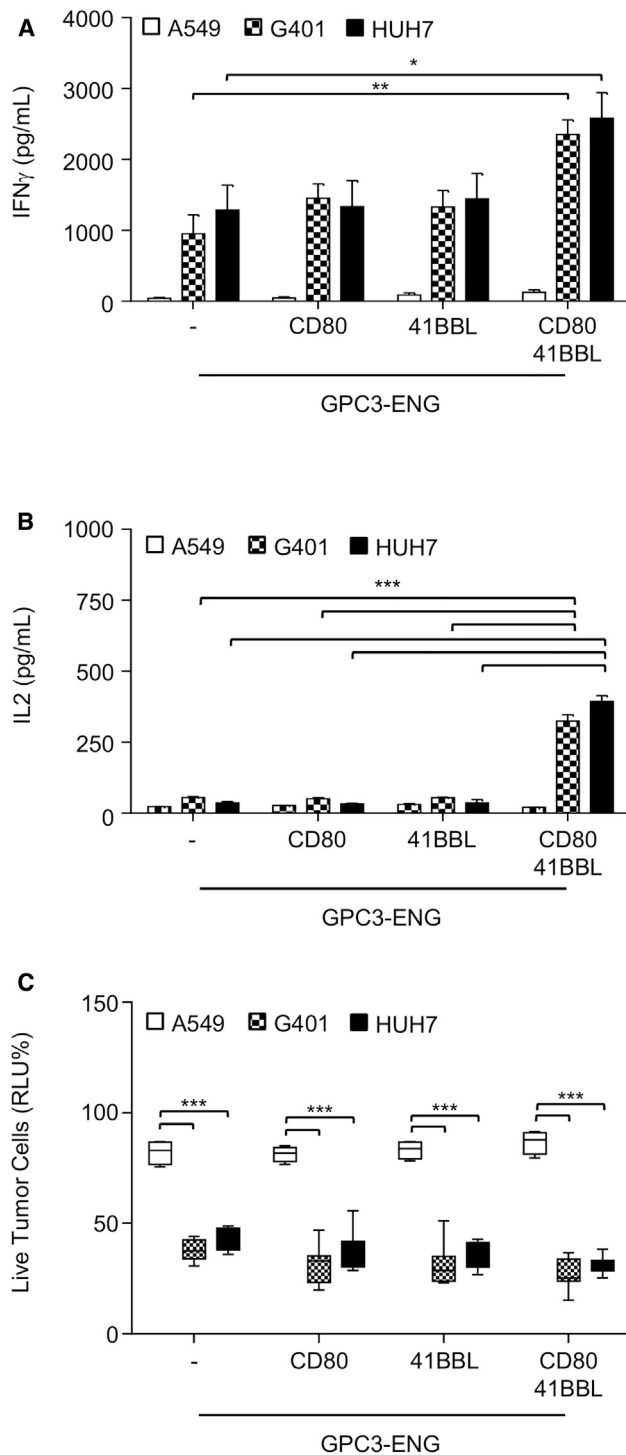 A
A549 G401 HUH7
IFNγ (pg/mL)
4000
3000
2000
1000
0
*
**
- CD80 41BBL CD80
41BBL
GPC3-ENG
B
A549 G401 HUH7
IL2 (pg/mL)
1000
750
500
250
0
***
- CD80 41BBL CD80
41BBL
GPC3-ENG
C
A549 G401 HUH7
Live Tumor Cells (RLU%)
150
100
50
0
*** *** *** ***
- CD80 41BBL CD80
41BBL
GPC3-ENG